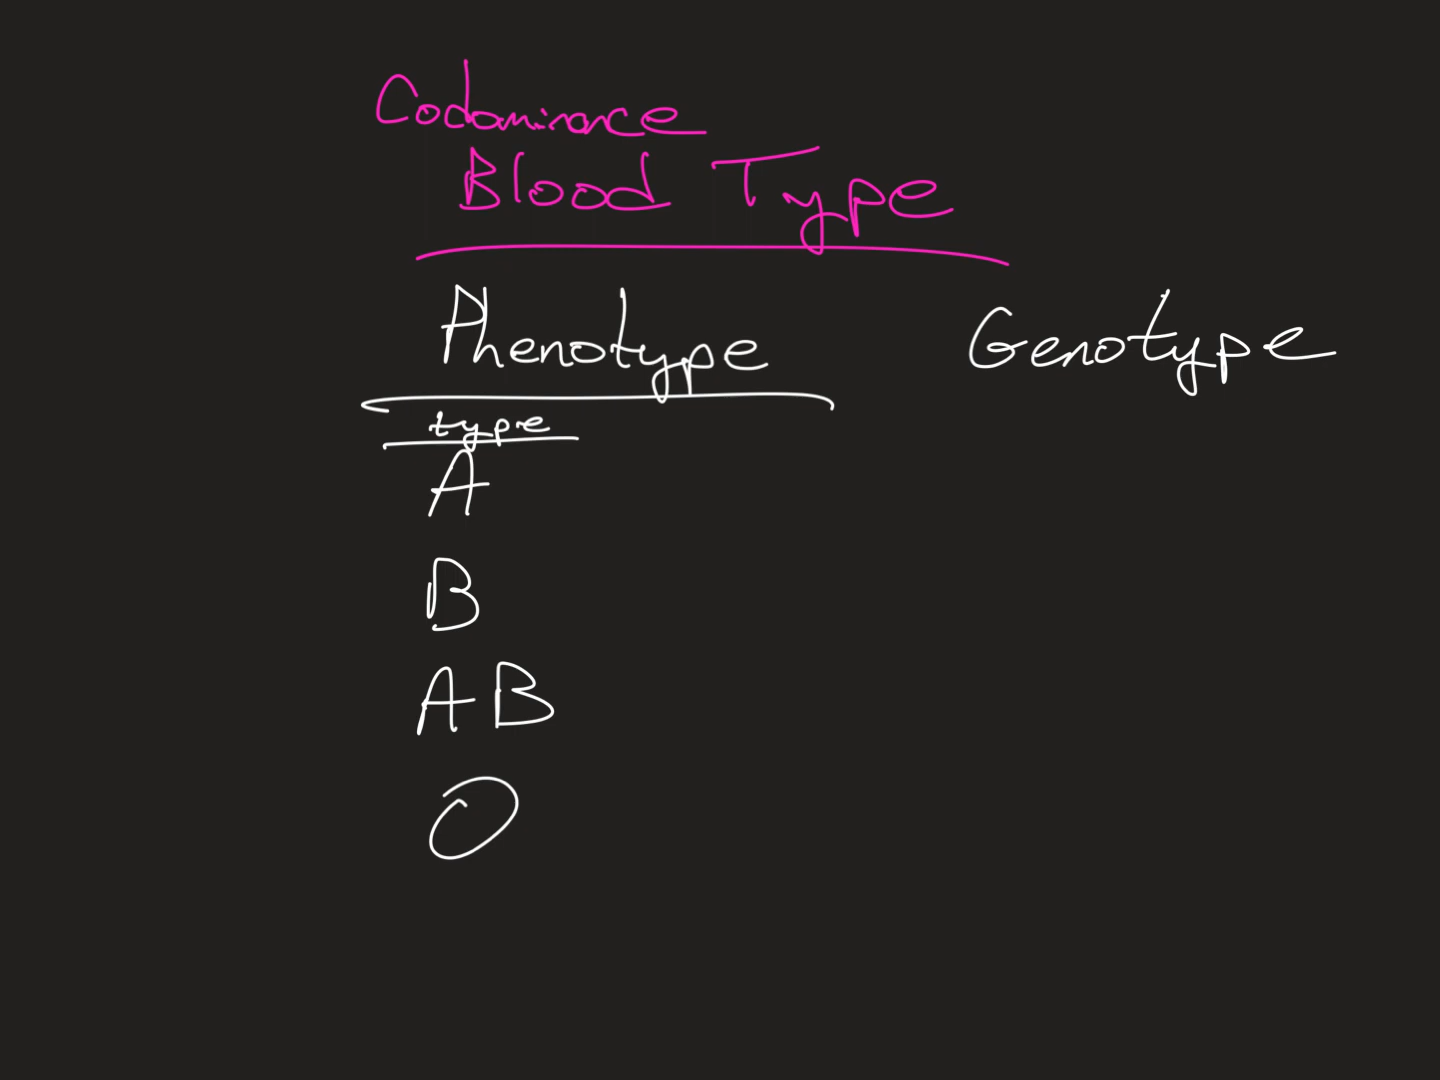 Codominance
Blood Type
Phenotype Genotype
type
A
B
AB
O